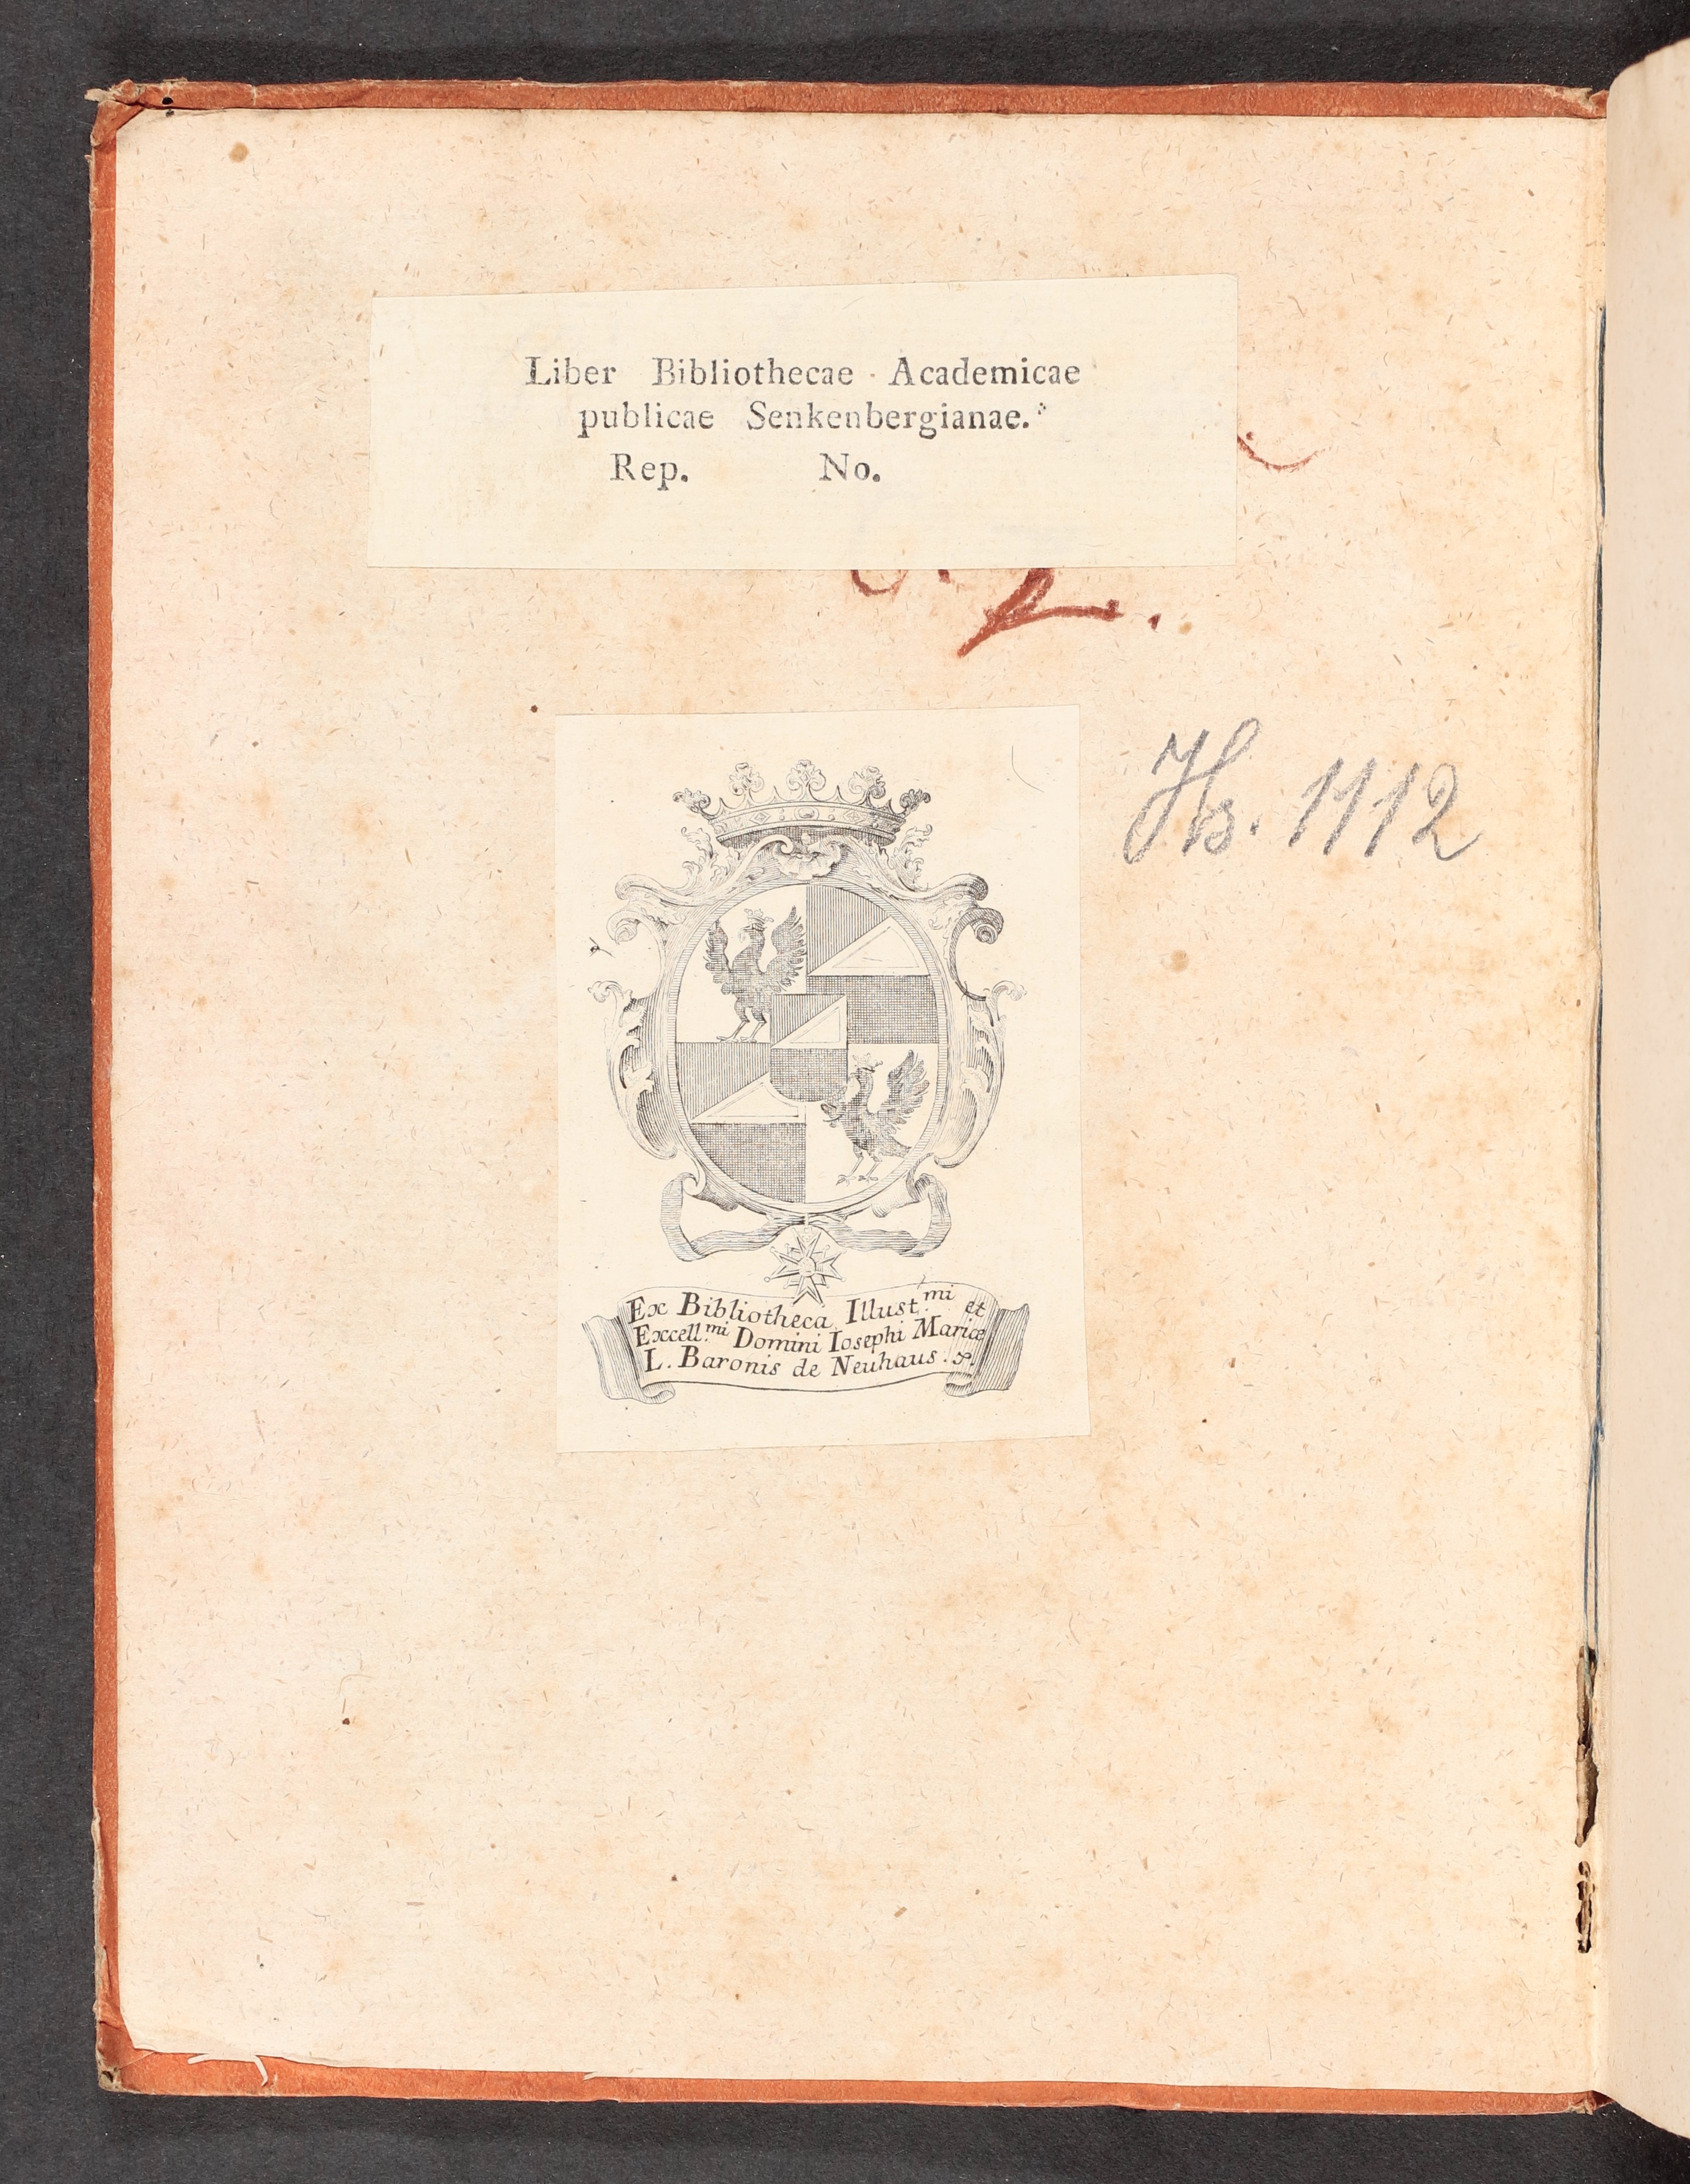 Liber Bibliothecae Academicae
publicae Senkenbergianae.
Rep. No.
Hs. 1112
Ex Bibliotheca Illust.mi et
Excell.mi Domini Iosephi Mariæ
L. Baronis de Neuhaus.